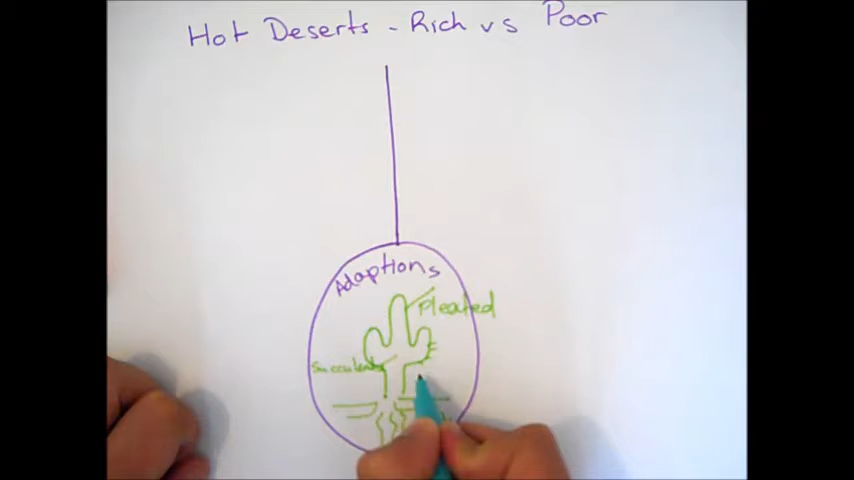 Hot Deserts - Rich vs Poor
Adaptions
Pleated
Succulent